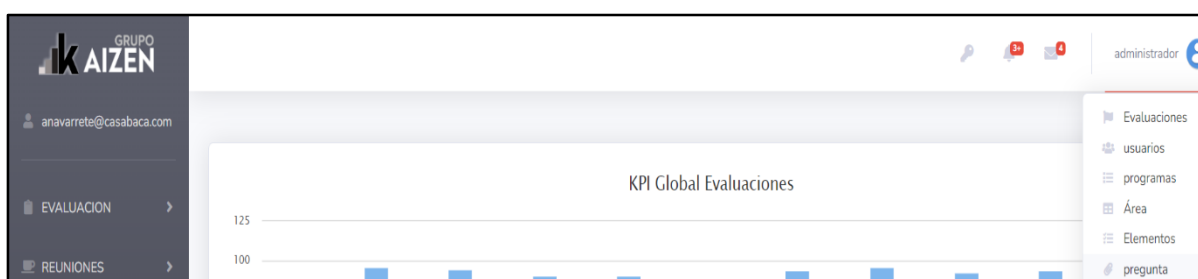 GRUPO
KAIZEN
3+
4
administrador
anavarrete@casabaca.com
Evaluaciones
usuarios
programas
Área
Elementos
pregunta
KPI Global Evaluaciones
EVALUACION
REUNIONES
125
100